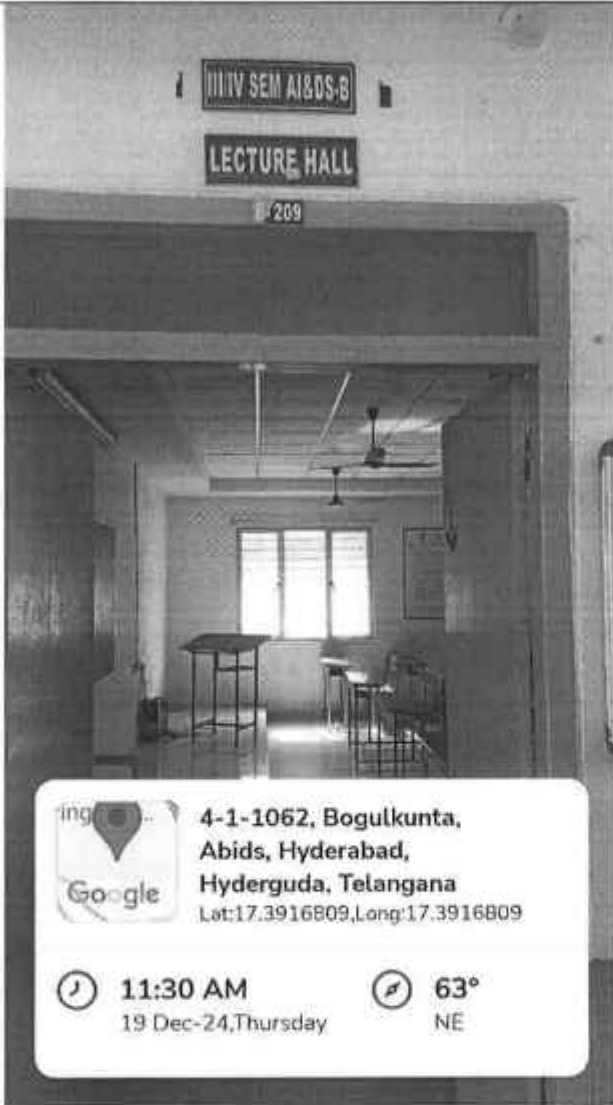 III/IV SEM AI&DS-B
LECTURE HALL
209
Google
4-1-1062, Bogulkunta,
Abids, Hyderabad,
Hyderguda, Telangana
Lat:17.3916809,Long:17.3916809
11:30 AM
19 Dec-24,Thursday
63°
NE